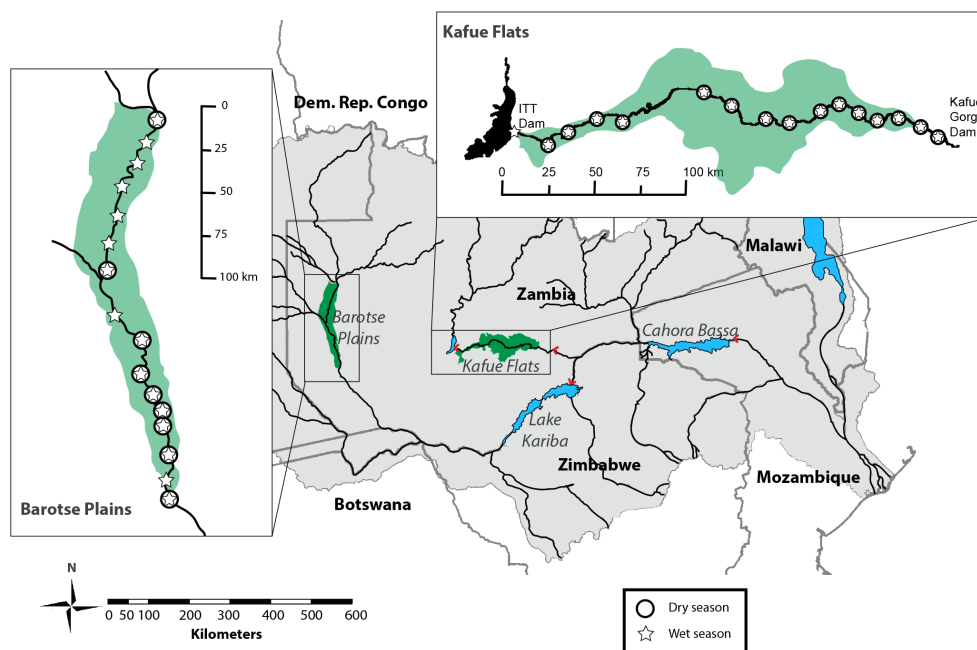 Kafue Flats
ITT
Dam
Kafue
Gorge
Dam
0
25
50
75
100 km
Dem. Rep. Congo
0
25
50
75
100 km
Barotse Plains
Malawi
Zambia
Barotse
Plains
Cahora Bassa
Kafue Flats
Lake
Kariba
Zimbabwe
Mozambique
Botswana
N
0 50 100 200 300 400 500 600
Kilometers
Dry season
Wet season